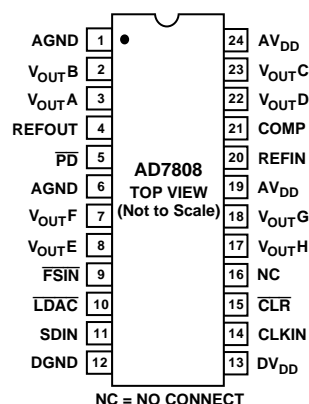 AGND 1 24 AVDD
VOUTB 2 23 VOUTC
VOUTA 3 22 VOUTD
REFOUT 4 21 COMP
PD 5 20 REFIN
AGND 6 19 AVDD
VOUTF 7 18 VOUTG
VOUTE 8 17 VOUTH
FSIN 9 16 NC
LDAC 10 15 CLR
SDIN 11 14 CLKIN
DGND 12 13 DVDD
AD7808
TOP VIEW
(Not to Scale)
NC = NO CONNECT